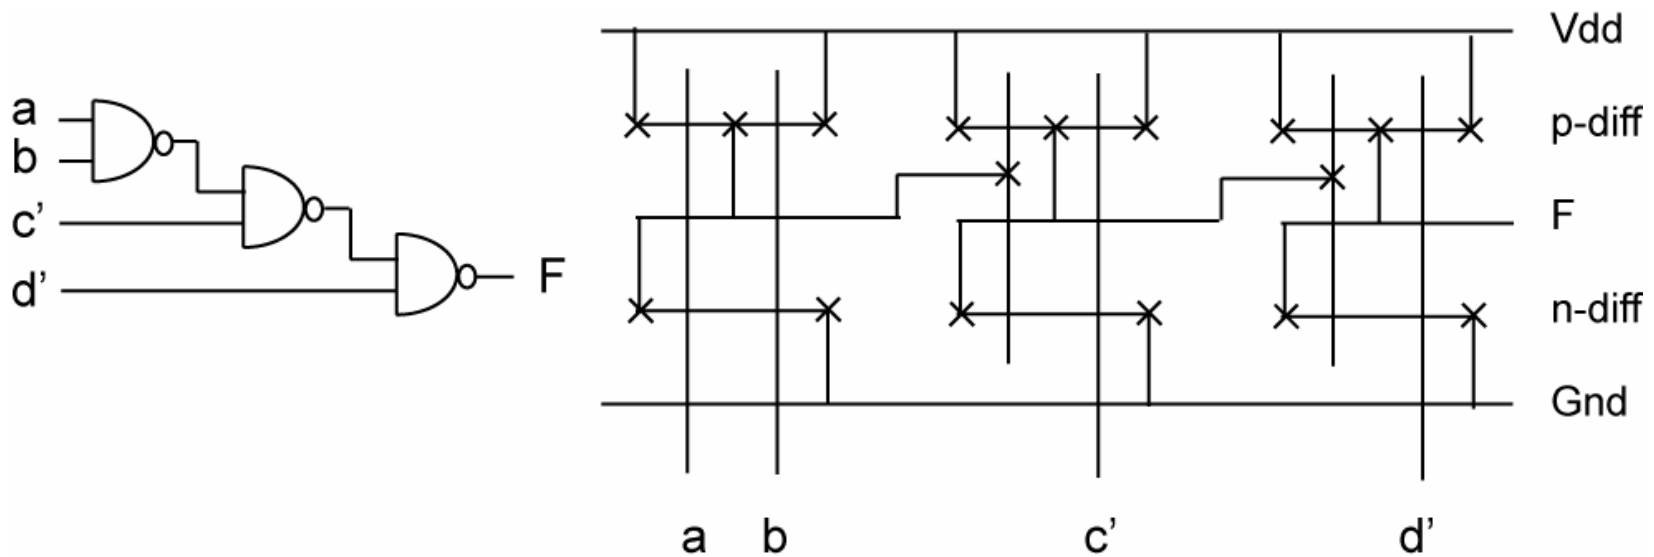 a
b
c’
d’
F
Vdd
p-diff
F
n-diff
Gnd
a b c’ d’